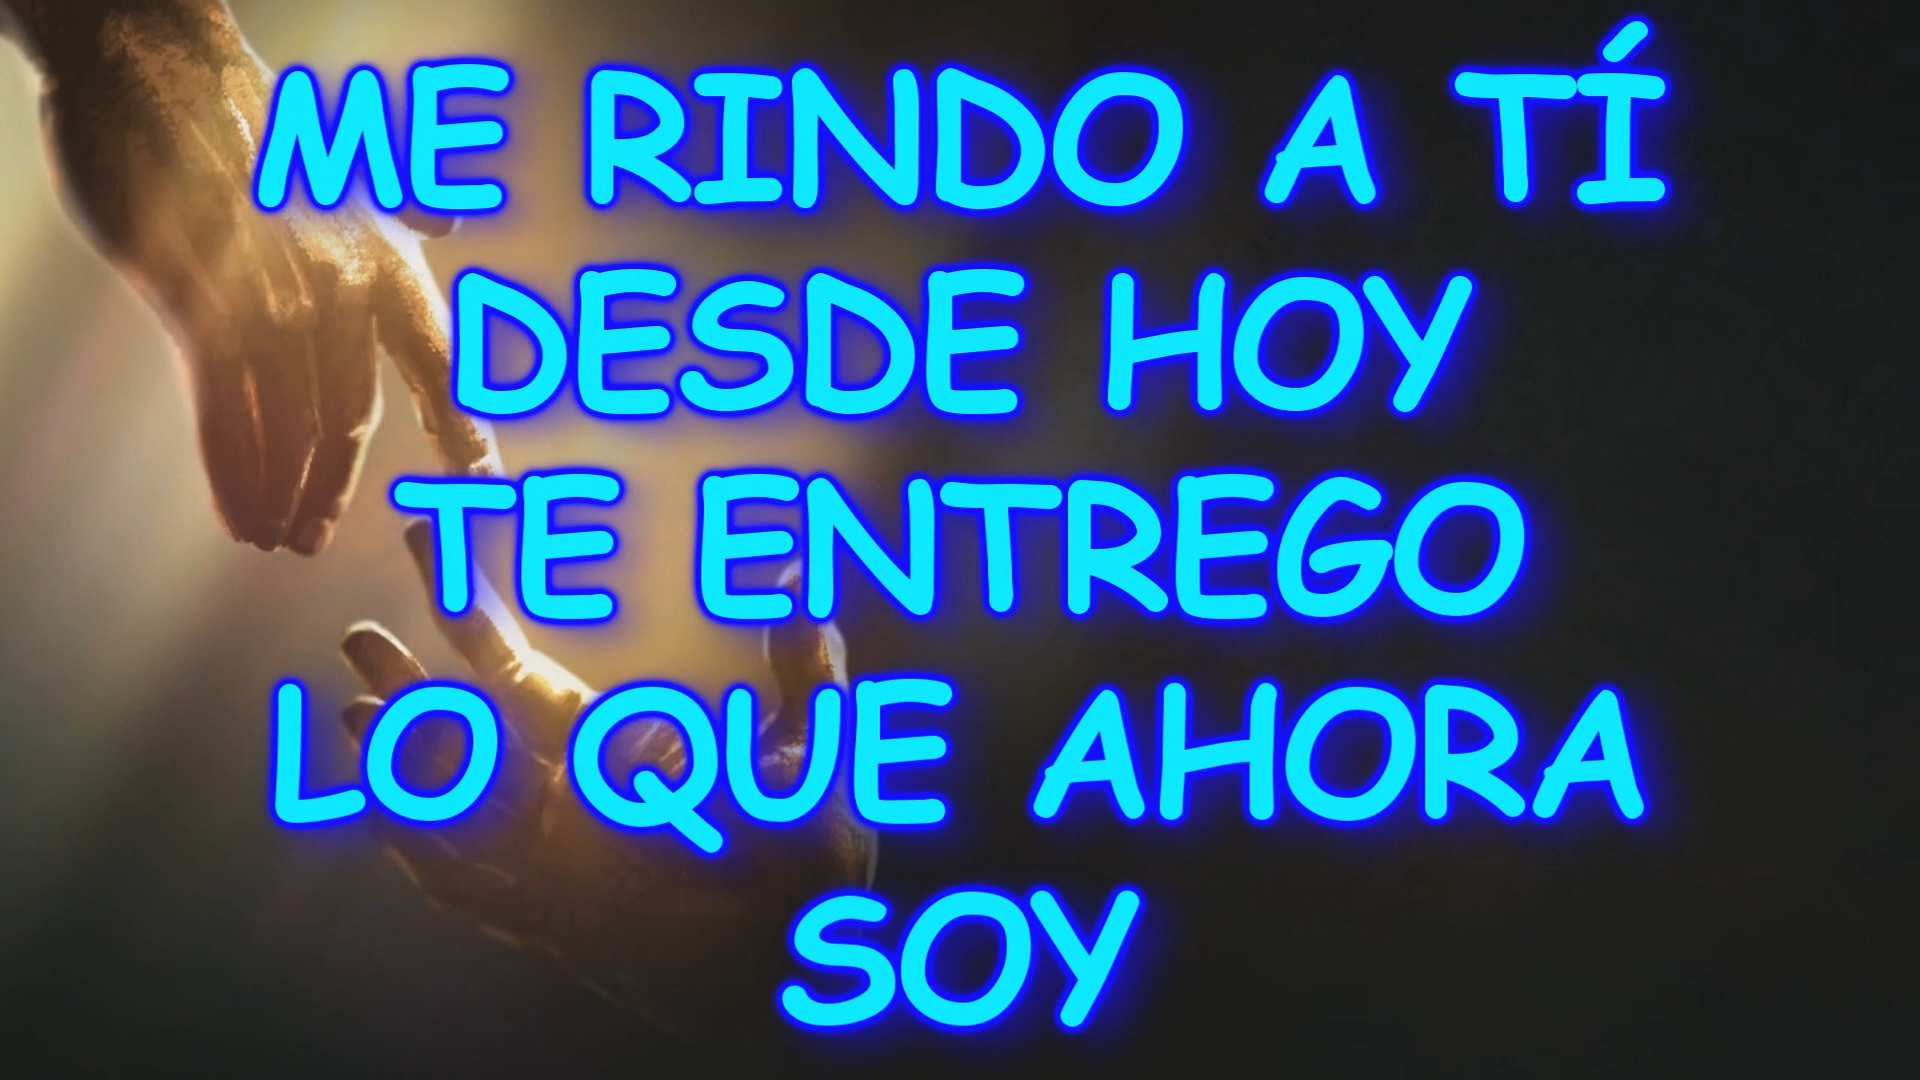 ME RINDO A TÍ
DESDE HOY
TE ENTREGO
LO QUE AHORA
SOY